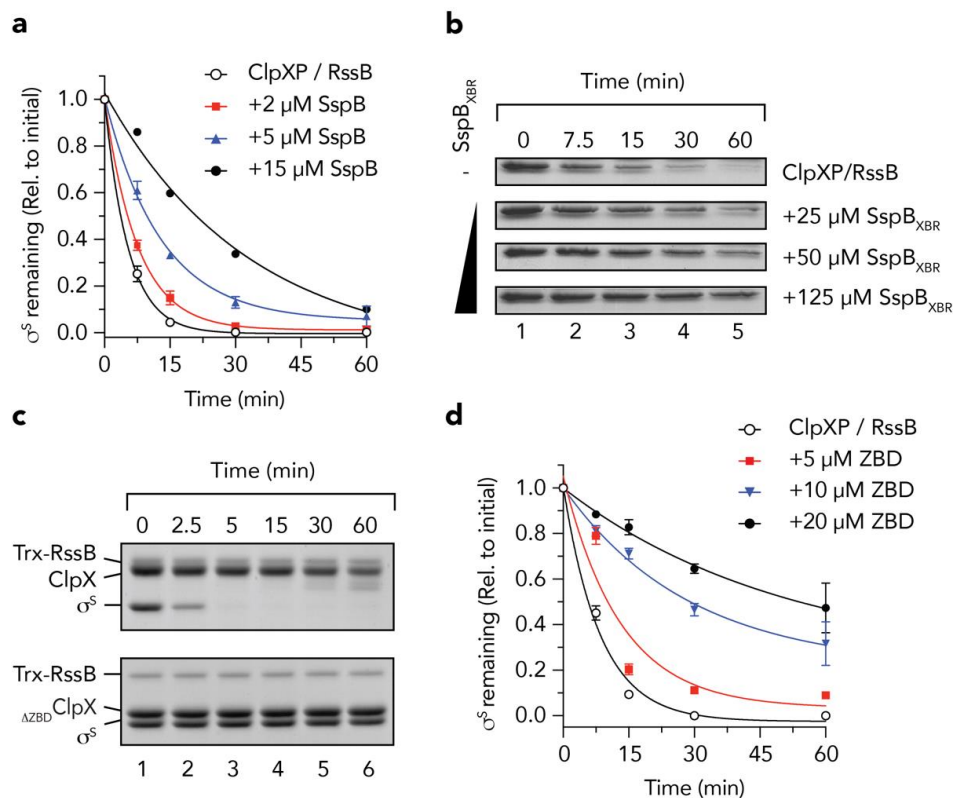 a
ClpXP / RssB
+2 µM SspB
+5 µM SspB
+15 µM SspB
σS remaining (Rel. to initial)
1.0
0.8
0.6
0.4
0.2
0.0
0 15 30 45 60
Time (min)
b
Time (min)
SspBXBR
0 7.5 15 30 60
- ClpXP/RssB
+25 µM SspBXBR
+50 µM SspBXBR
+125 µM SspBXBR
1 2 3 4 5
c
Time (min)
0 2.5 5 15 30 60
Trx-RssB
ClpX
σS
Trx-RssB
ΔZBDClpX
σS
1 2 3 4 5 6
d
ClpXP / RssB
+5 µM ZBD
+10 µM ZBD
+20 µM ZBD
σS remaining (Rel. to initial)
1.0
0.8
0.6
0.4
0.2
0.0
0 15 30 45 60
Time (min)